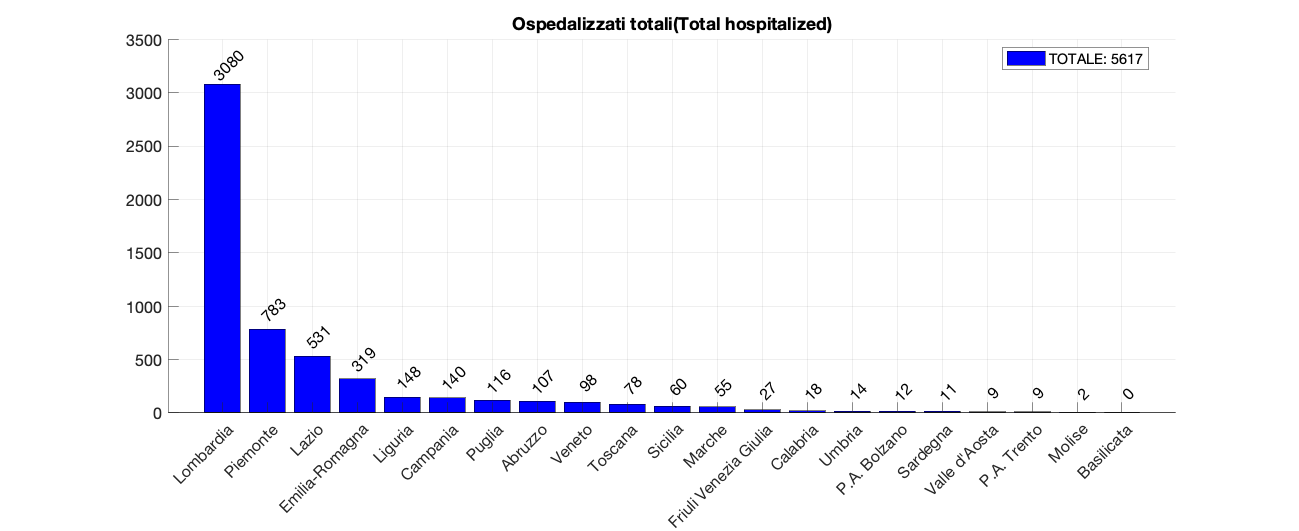 Ospedalizzati totali(Total hospitalized)
TOTALE: 5617
3500
3000
2500
2000
1500
1000
500
0
3080
783
531
319
148
140
116
107
98
78
60
55
27
18
14
12
11
9
9
2
0
Lombardia
Piemonte
Lazio
Emilia-Romagna
Liguria
Campania
Puglia
Abruzzo
Veneto
Toscana
Sicilia
Marche
Friuli Venezia Giulia
Calabria
Umbria
P.A. Bolzano
Sardegna
Valle d'Aosta
P.A. Trento
Molise
Basilicata